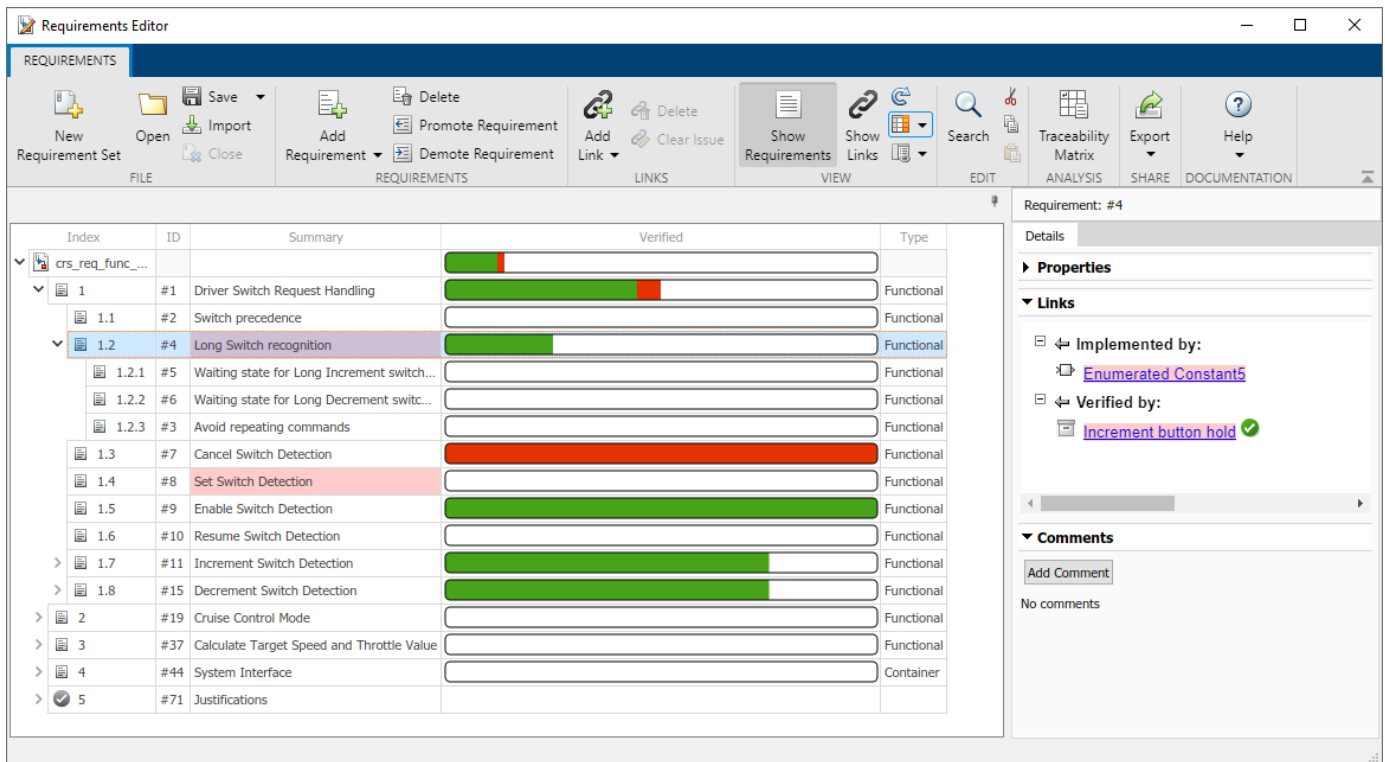 Requirements Editor
REQUIREMENTS
New Requirement Set
Open
Save
Import
Close
FILE
Add Requirement
Delete
Promote Requirement
Demote Requirement
REQUIREMENTS
Add Link
Delete
Clear Issue
LINKS
Show Requirements
Show Links
VIEW
Search
EDIT
Traceability Matrix
ANALYSIS
Export
SHARE
Help
DOCUMENTATION
Index ID Summary Verified Type
crs_req_func_...
1 #1 Driver Switch Request Handling Functional
1.1 #2 Switch precedence Functional
1.2 #4 Long Switch recognition Functional
1.2.1 #5 Waiting state for Long Increment switch... Functional
1.2.2 #6 Waiting state for Long Decrement switc... Functional
1.2.3 #3 Avoid repeating commands Functional
1.3 #7 Cancel Switch Detection Functional
1.4 #8 Set Switch Detection Functional
1.5 #9 Enable Switch Detection Functional
1.6 #10 Resume Switch Detection Functional
1.7 #11 Increment Switch Detection Functional
1.8 #15 Decrement Switch Detection Functional
2 #19 Cruise Control Mode Functional
3 #37 Calculate Target Speed and Throttle Value Functional
4 #44 System Interface Container
5 #71 Justifications
Requirement: #4
Details
Properties
Links
Implemented by:
Enumerated Constant5
Verified by:
Increment button hold
Comments
Add Comment
No comments